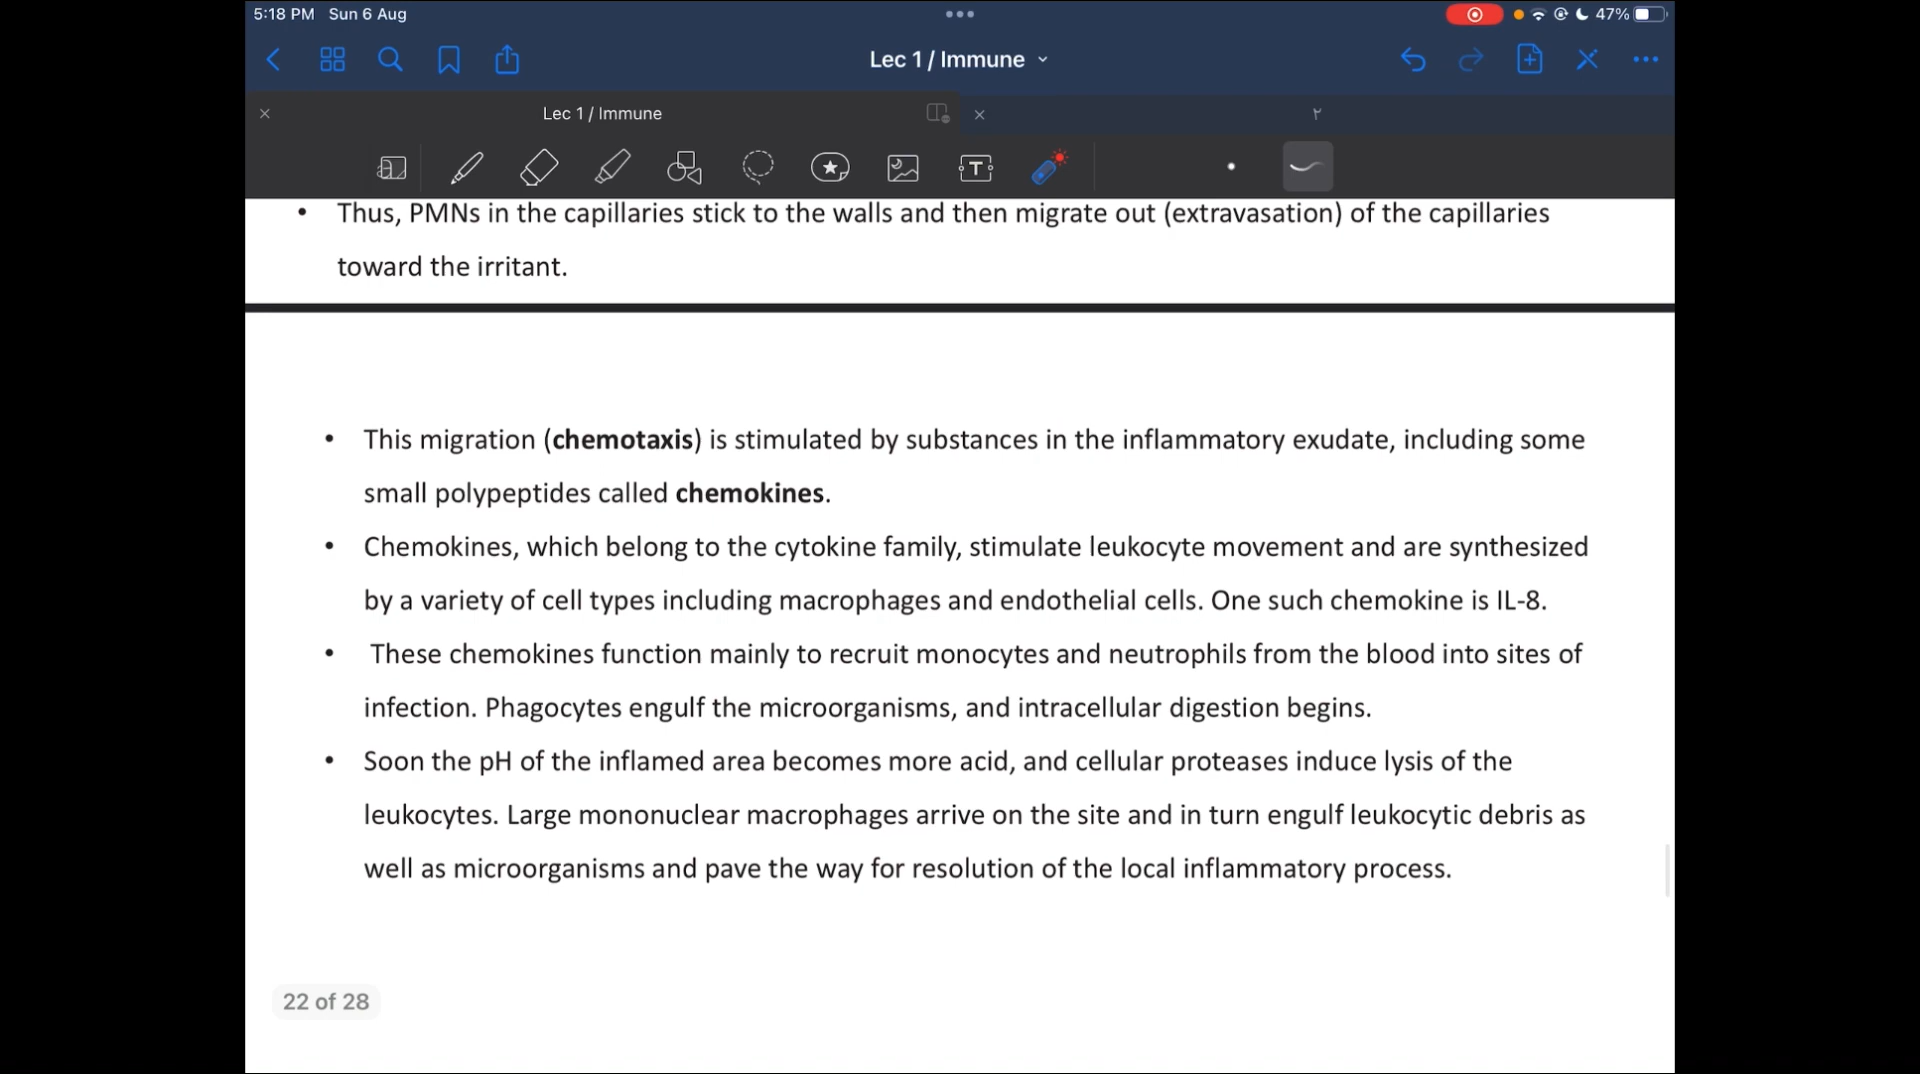 5:18 PM Sun 6 Aug
47%
Lec 1 / Immune
Lec 1 / Immune
٢
T
• Thus, PMNs in the capillaries stick to the walls and then migrate out (extravasation) of the capillaries
toward the irritant.
• This migration (chemotaxis) is stimulated by substances in the inflammatory exudate, including some
small polypeptides called chemokines.
• Chemokines, which belong to the cytokine family, stimulate leukocyte movement and are synthesized
by a variety of cell types including macrophages and endothelial cells. One such chemokine is IL-8.
• These chemokines function mainly to recruit monocytes and neutrophils from the blood into sites of
infection. Phagocytes engulf the microorganisms, and intracellular digestion begins.
• Soon the pH of the inflamed area becomes more acid, and cellular proteases induce lysis of the
leukocytes. Large mononuclear macrophages arrive on the site and in turn engulf leukocytic debris as
well as microorganisms and pave the way for resolution of the local inflammatory process.
22 of 28